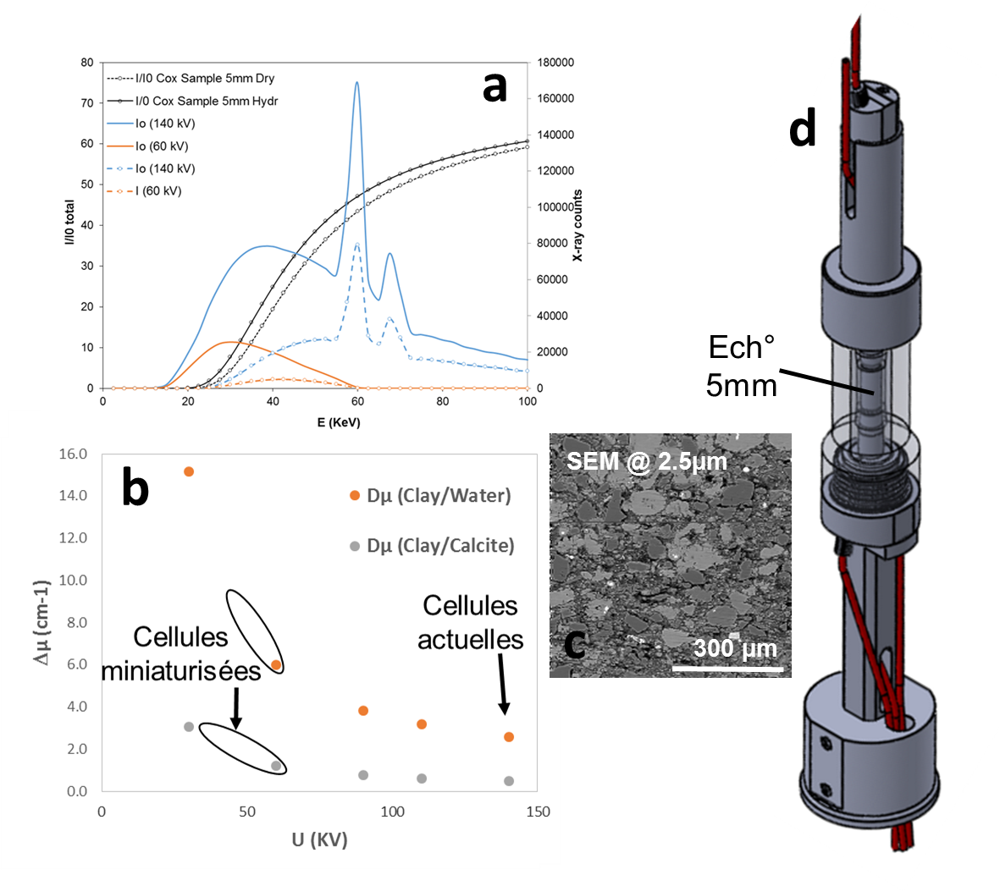 a
I/I0 Cox Sample 5mm Dry
I/0 Cox Sample 5mm Hydr
Io (140 kV)
Io (60 kV)
Io (140 kV)
I (60 kV)
80
70
60
50
40
30
20
10
0
I/I0 total
180000
160000
140000
120000
100000
80000
60000
40000
20000
0
X-ray counts
0
20
40
60
80
100
E (KeV)
b
16.0
14.0
12.0
10.0
8.0
6.0
4.0
2.0
0.0
Δμ (cm-1)
Dμ (Clay/Water)
Dμ (Clay/Calcite)
Cellules
miniaturisées
Cellules
actuelles
0
50
100
150
U (KV)
SEM @ 2.5μm
c
300 μm
d
Ech°
5mm